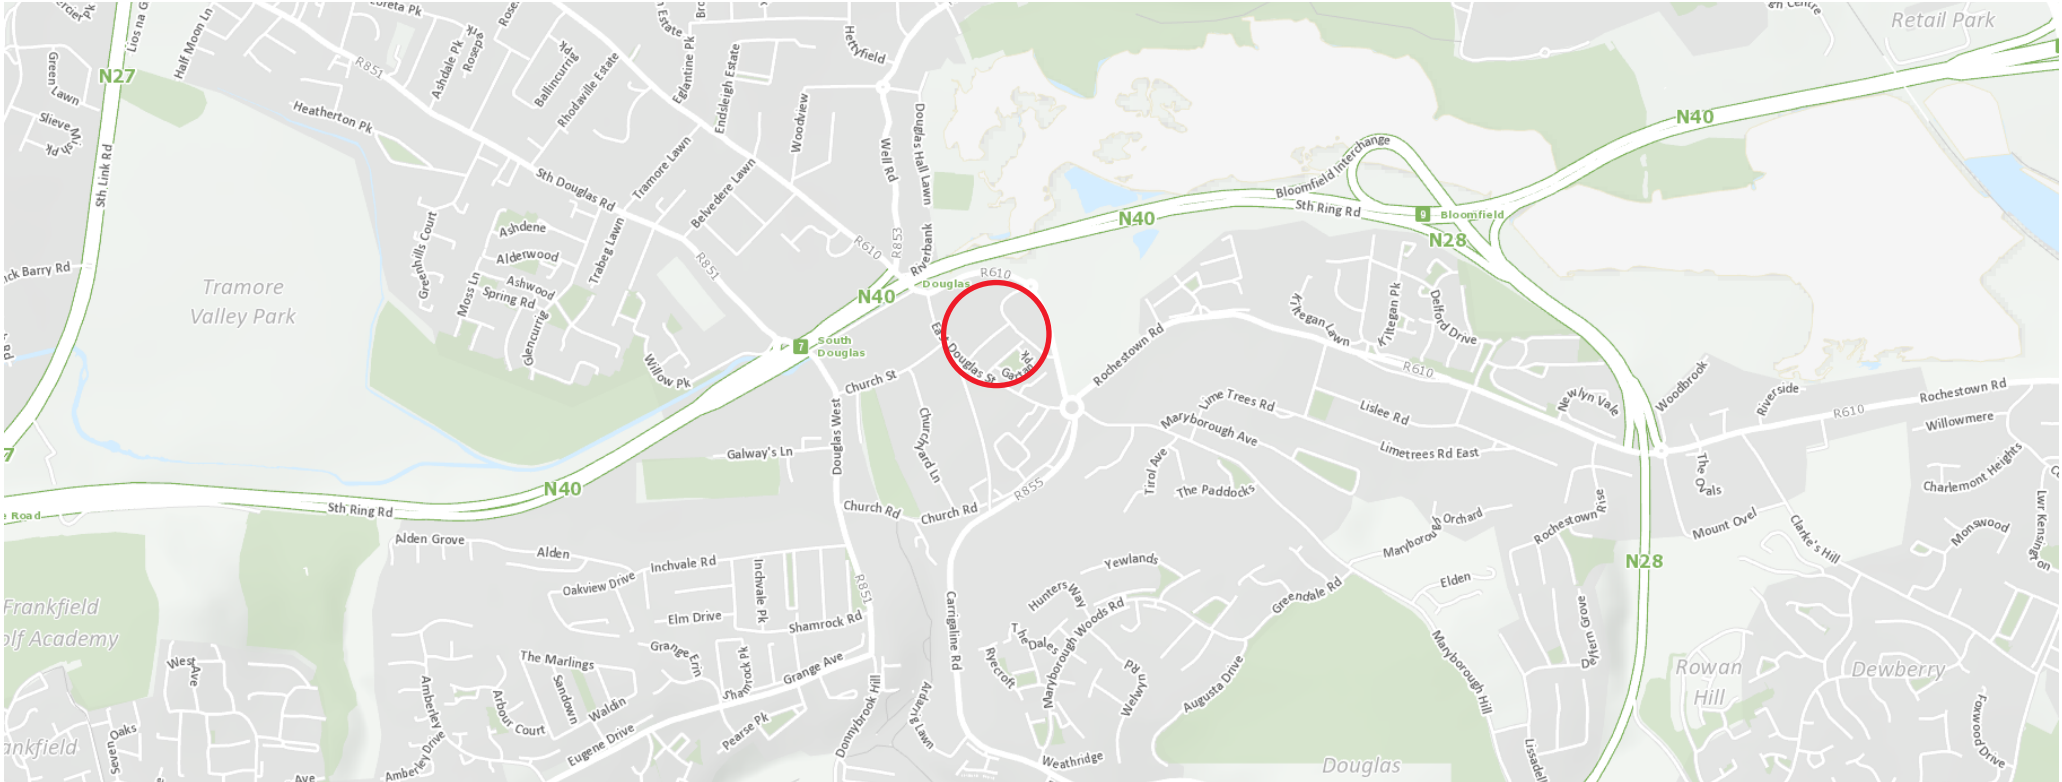 Retail Park
N27
Half Moon Ln
R851
Ashdale Pk
Ballincurrig Pk
Rhodaville Estate
Eglantine Pk
Endsleigh Estate
Hettyfield
Green Lawn
Heatherton Pk
Woodview
Douglas Hall Lawn
N40
Sth Link Rd
Well Rd
Bloomfield Interchange
Sth Douglas Rd
Tramore Lawn
Belvedere Lawn
Sth Ring Rd
9 Bloomfield
N40
N28
Ashdene
Greenhills Court
Trabeg Lawn
R610
R853
Riverbank
Alderwood
R851
R610
Tramore
Valley Park
Moss Ln
Ashwood
Spring Rd
N40
Douglas
Kiltegan Lawn
Kiltegan Pk
Delford Drive
Glencurrig
7 South
Douglas
East Douglas St
Gartan Pk
Rochestown Rd
Willow Pk
Church St
R610
Woodbrook
Riverside
Rochestown Rd
Newlyn Vale
R610
Willowmere
Lime Trees Rd
Lislee Rd
Maryborough Ave
Limetrees Rd East
Douglas West
Churchyard Ln
Galway's Ln
Tirol Ave
The Paddocks
The Ovals
Charlemont Heights
N40
R855
Sth Ring Rd
Church Rd
Church Rd
Maryborough Orchard
Rochestown Rise
Mount Ovel
Clarke's Hill
Monswood
Alden Grove
Alden
Inchvale Rd
Oakview Drive
Inchvale Pk
R851
Yewlands
Hunters Way
Greendale Rd
Elden
N28
Frankfield
Elm Drive
Shamrock Rd
Carrigaline Rd
Maryborough Woods Rd
The Dales
The Marlings
Grange Erin
Shamrock Pk
Grange Ave
Ryecroft
Welwyn Rd
Augusta Drive
Maryborough Hill
Rowan
Hill
Dewberry
West Ave
Amberley
Arbour Court
Sandown
Waldin
Eugene Drive
Pearse Pk
Donnybrook Hill
Ardarrig Lawn
Weathridge
Douglas
Foxwood Drive
Amberley Drive